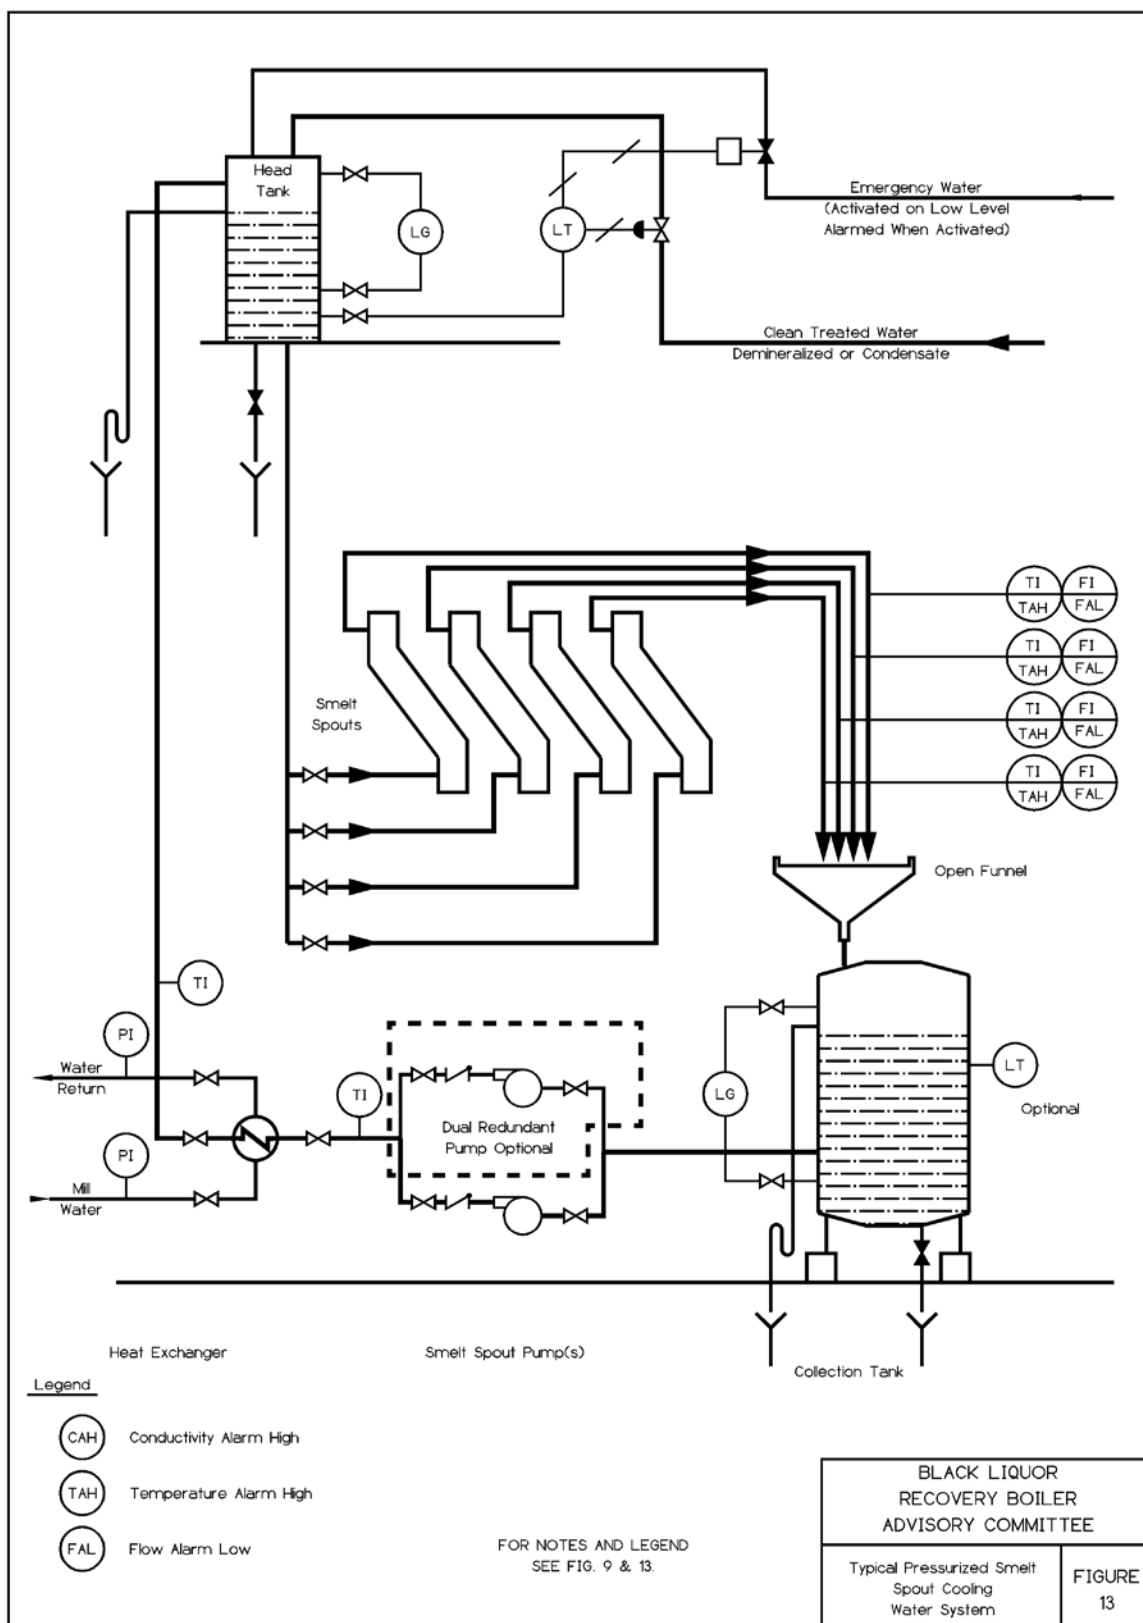 Head
Tank
LG
LT
Emergency Water
(Activated on Low Level
Alarmed When Activated)
Clean Treated Water
Demineralized or Condensate
Smelt
Spouts
TI
TAH
FI
FAL
TI
TAH
FI
FAL
TI
TAH
FI
FAL
TI
TAH
FI
FAL
Open Funnel
TI
PI
Water
Return
PI
Mill
Water
TI
Dual Redundant
Pump Optional
LG
LT
Optional
Heat Exchanger
Smelt Spout Pump(s)
Collection Tank
Legend
CAH Conductivity Alarm High
TAH Temperature Alarm High
FAL Flow Alarm Low
FOR NOTES AND LEGEND
SEE FIG. 9 & 13.
BLACK LIQUOR
RECOVERY BOILER
ADVISORY COMMITTEE
Typical Pressurized Smelt
Spout Cooling
Water System
FIGURE
13